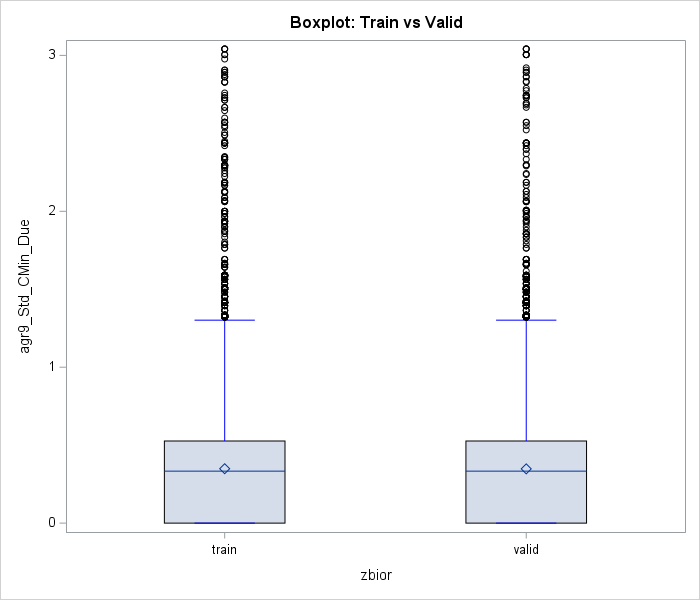 Boxplot: Train vs Valid
3
2
1
0
agr9_Std_CMin_Due
train
valid
zbior